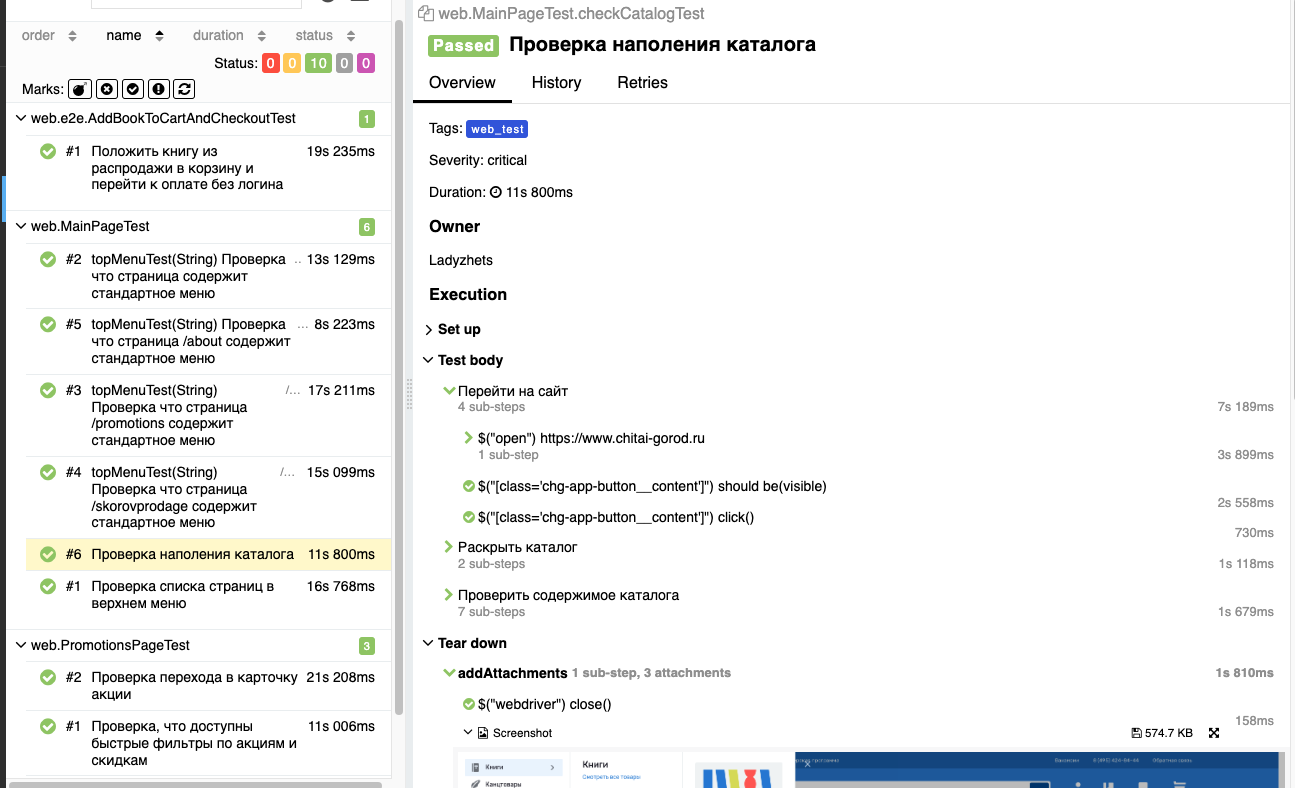 order name duration status
Status: 0 0 10 0 0
Marks:
web.e2e.AddBookToCartAndCheckoutTest 1
#1 Положить книгу из 19s 235ms
распродажи в корзину и
перейти к оплате без логина
web.MainPageTest 6
#2 topMenuTest(String) Проверка .. 13s 129ms
что страница содержит
стандартное меню
#5 topMenuTest(String) Проверка ... 8s 223ms
что страница /about содержит
стандартное меню
#3 topMenuTest(String) /... 17s 211ms
Проверка что страница
/promotions содержит
стандартное меню
#4 topMenuTest(String) /... 15s 099ms
Проверка что страница
/skorovprodage содержит
стандартное меню
#6 Проверка наполения каталога 11s 800ms
#1 Проверка списка страниц в 16s 768ms
верхнем меню
web.PromotionsPageTest 3
#2 Проверка перехода в карточку 21s 208ms
акции
#1 Проверка, что доступны 11s 006ms
быстрые фильтры по акциям и
скидкам
web.MainPageTest.checkCatalogTest
Passed Проверка наполения каталога
Overview History Retries
Tags: web_test
Severity: critical
Duration: 11s 800ms
Owner
Ladyzhets
Execution
Set up
Test body
Перейти на сайт
4 sub-steps 7s 189ms
$("open") https://www.chitai-gorod.ru
1 sub-step 3s 899ms
$("[class='chg-app-button__content']") should be(visible)
2s 558ms
$("[class='chg-app-button__content']") click()
730ms
Раскрыть каталог
2 sub-steps 1s 118ms
Проверить содержимое каталога
7 sub-steps 1s 679ms
Tear down
addAttachments 1 sub-step, 3 attachments 1s 810ms
$("webdriver") close()
158ms
Screenshot 574.7 KB
Книги Книги
Смотреть все товары
Канцтовары
программа Вакансии 8 (495) 424-84-44 Обратная связь